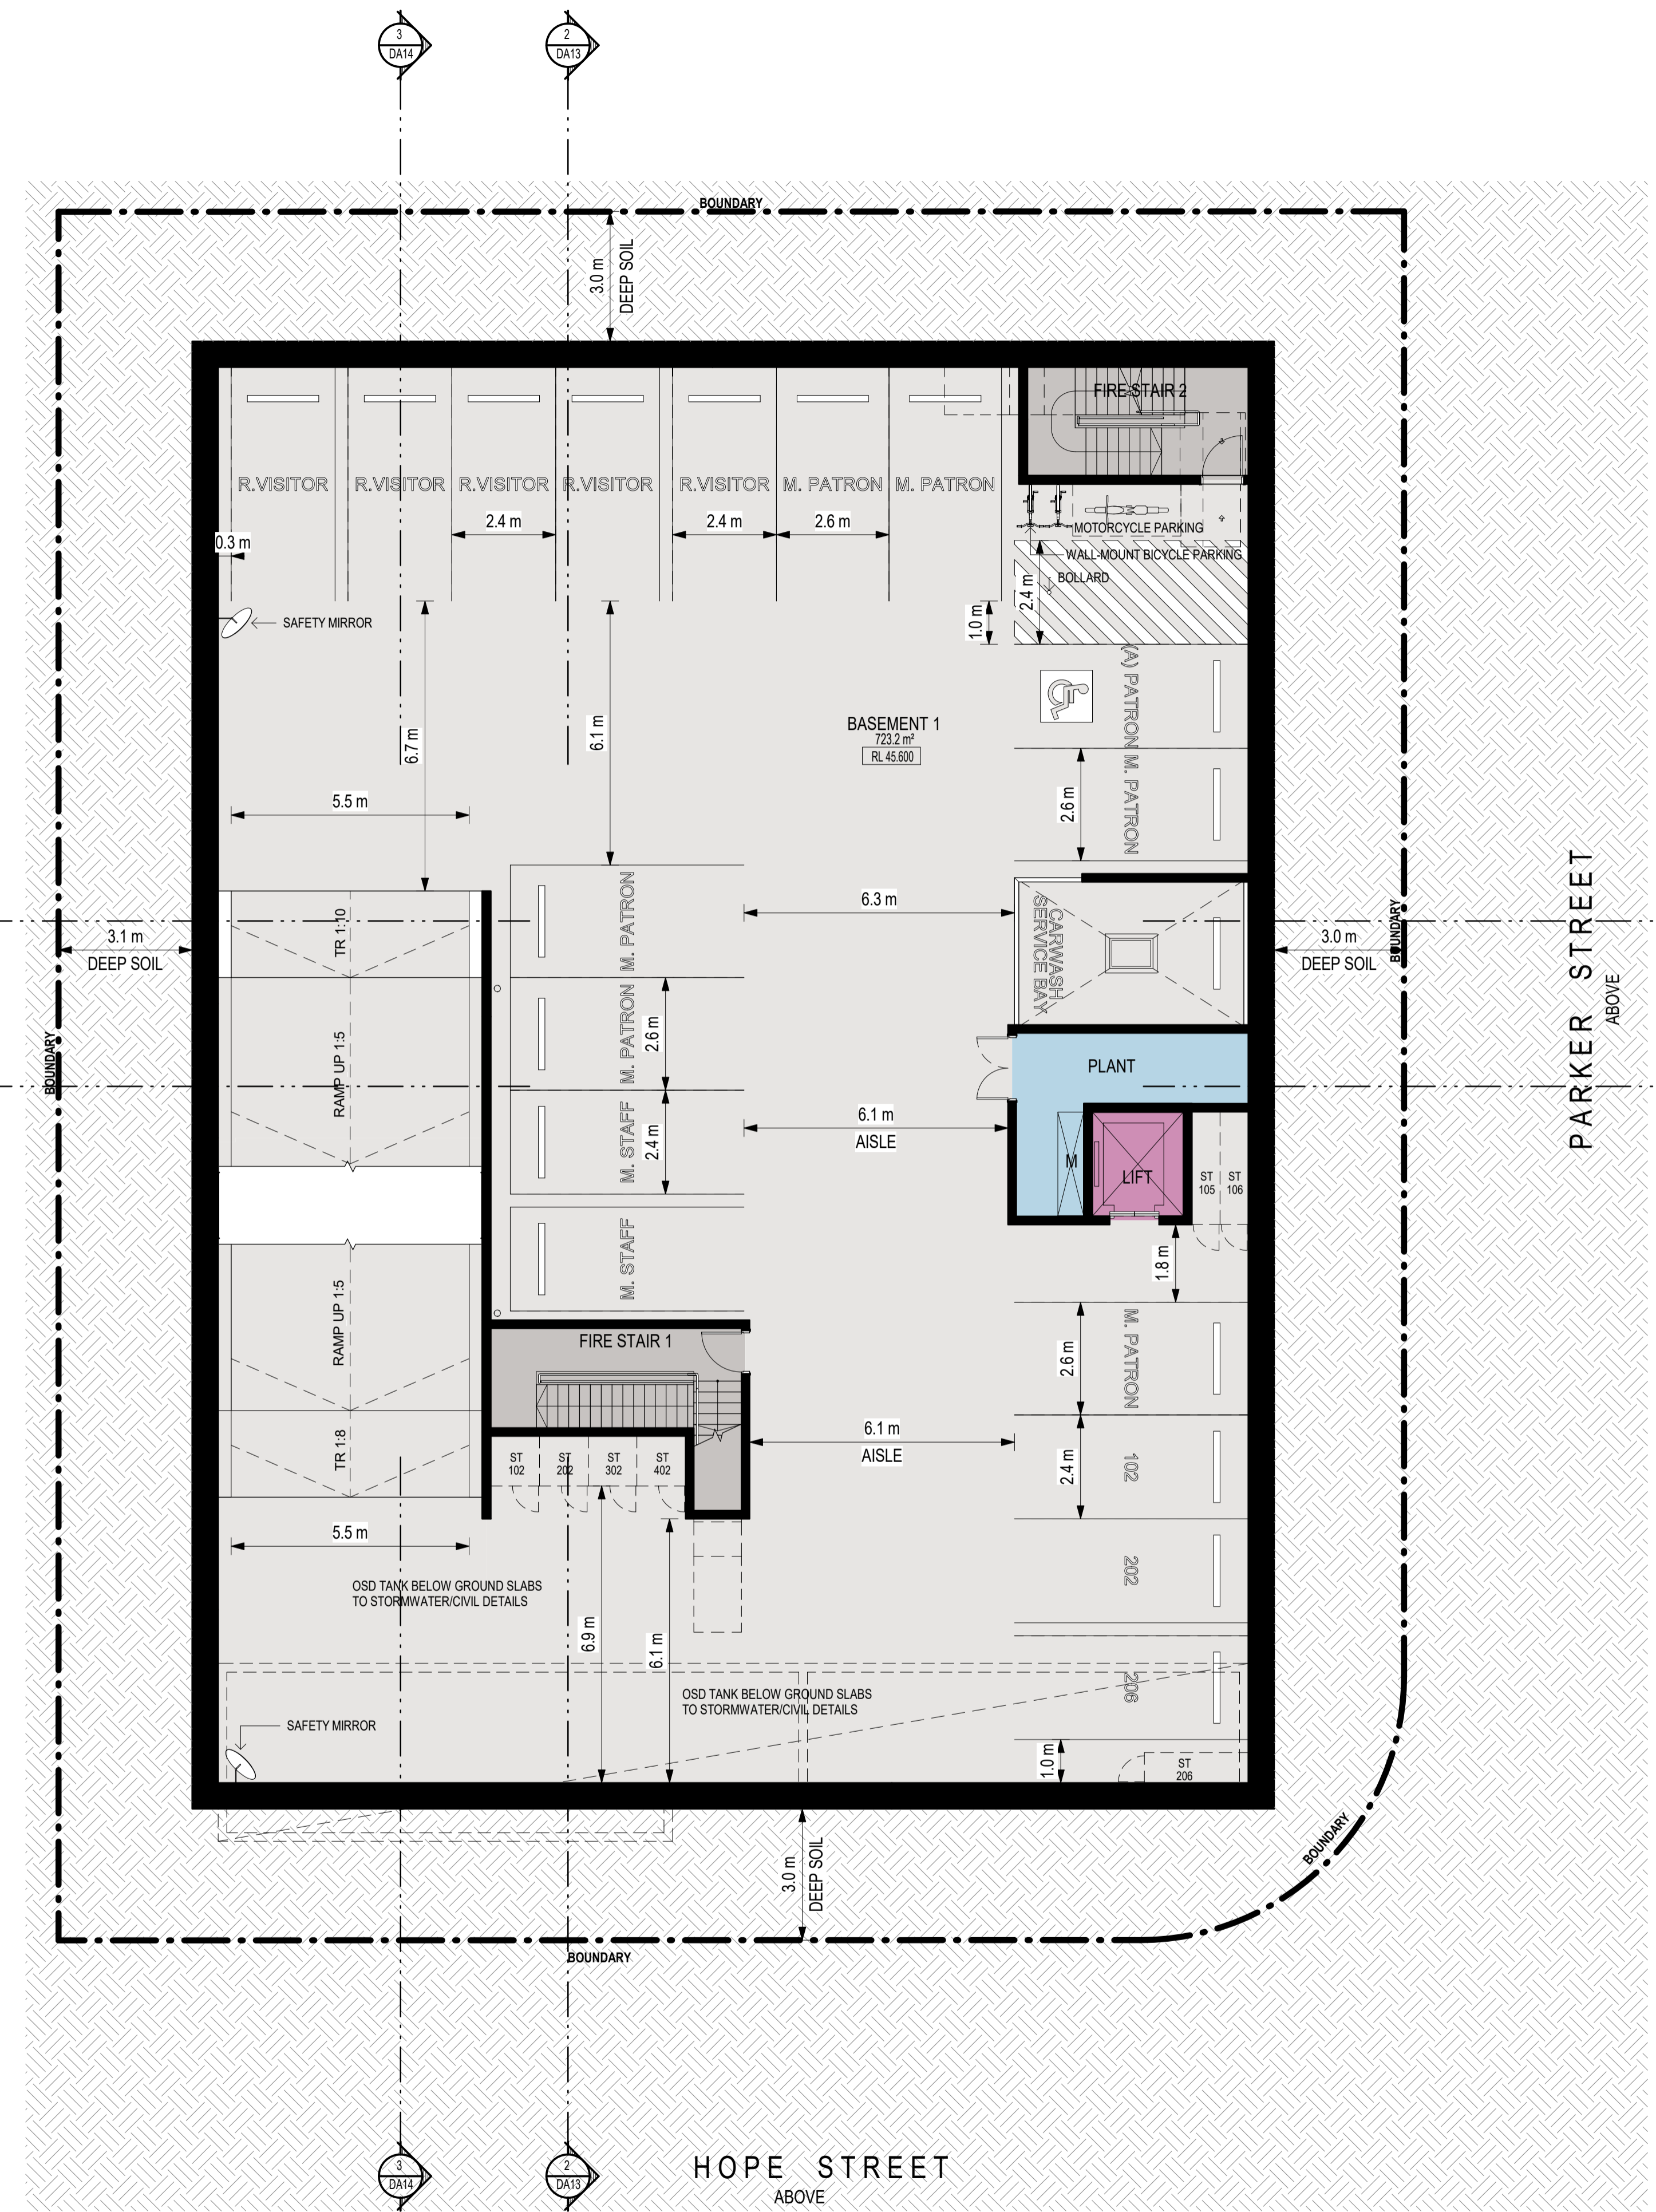 3
DA14
2
DA13
BOUNDARY
3.0 m
DEEP SOIL
FIRE STAIR 2
R.VISITOR
R.VISITOR
R.VISITOR
R.VISITOR
R.VISITOR
M. PATRON
M. PATRON
2.4 m
2.4 m
2.6 m
0.3 m
MOTORCYCLE PARKING
WALL-MOUNT BICYCLE PARKING
BOLLARD
2.4 m
1.0 m
SAFETY MIRROR
(A) PATRON
6.7 m
6.1 m
BASEMENT 1
723.2 m²
RL 45.600
M. PATRON
2.6 m
5.5 m
M. PATRON
6.3 m
CARWASH
SERVICE BAY
TR 1:10
3.1 m
DEEP SOIL
3.0 m
DEEP SOIL
BOUNDARY
PARKER STREET
ABOVE
BOUNDARY
RAMP UP 1:5
M. PATRON
2.6 m
PLANT
M. STAFF
2.4 m
6.1 m
AISLE
M
LIFT
ST
105
ST
106
M. STAFF
1.8 m
RAMP UP 1:5
FIRE STAIR 1
M. PATRON
2.6 m
TR 1:8
ST
102
ST
202
ST
302
ST
402
6.1 m
AISLE
2.4 m
102
5.5 m
202
OSD TANK BELOW GROUND SLABS
TO STORMWATER/CIVIL DETAILS
6.9 m
6.1 m
206
OSD TANK BELOW GROUND SLABS
TO STORMWATER/CIVIL DETAILS
SAFETY MIRROR
1.0 m
ST
206
3.0 m
DEEP SOIL
BOUNDARY
BOUNDARY
3
DA14
2
DA13
HOPE STREET
ABOVE